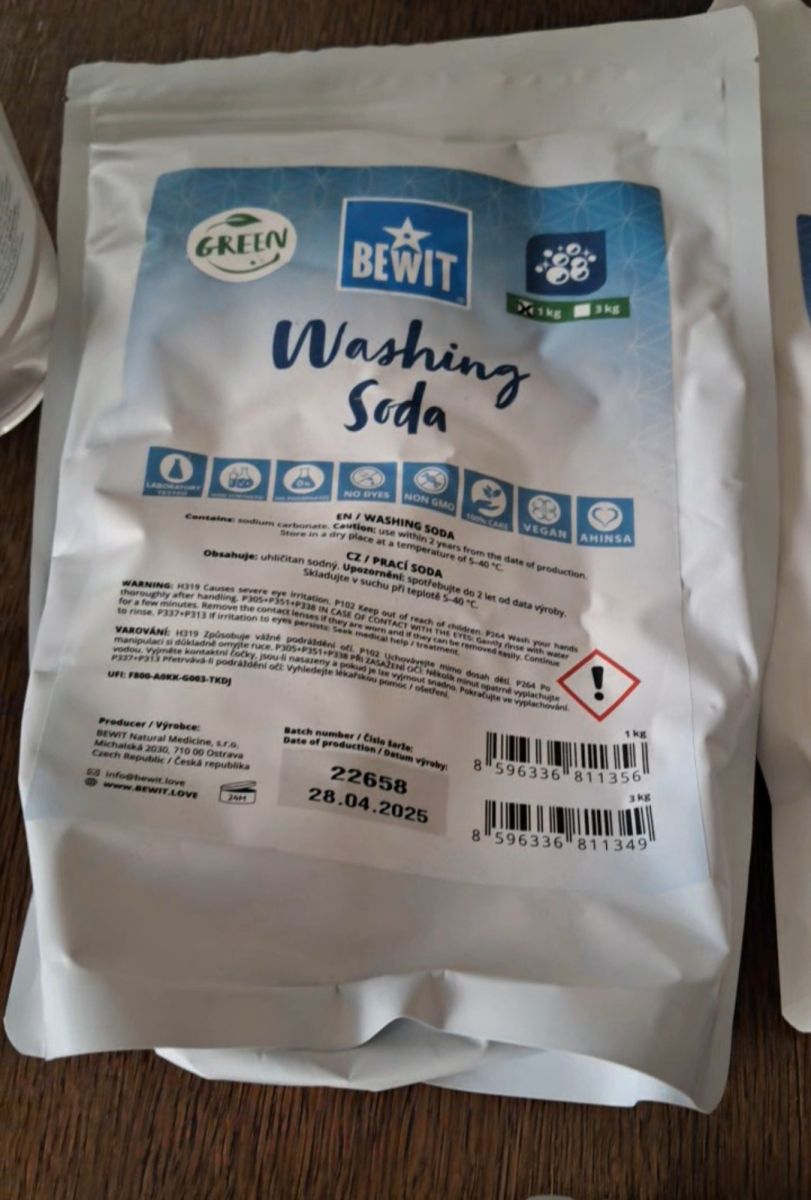 GREEN
BEWIT
1 kg 3 kg
Washing
Soda
LABORATORY TESTED
NO PHOSPHATES
NO DYES
NON GMO
100% CARE
VEGAN
AHINSA
EN / WASHING SODA
Contains: sodium carbonate. Caution: use within 2 years from the date of production.
Store in a dry place at a temperature of 5-40 °C.
CZ / PRACÍ SODA
Obsahuje: uhličitan sodný. Upozornění: spotřebujte do 2 let od data výroby.
Skladujte v suchu při teplotě 5-40 °C.
WARNING: H319 Causes severe eye irritation. P102 Keep out of reach of children. P264 Wash your hands
thoroughly after handling. P305+P351+P338 IN CASE OF CONTACT WITH THE EYES: Gently rinse with water
for a few minutes. Remove the contact lenses if they are worn and if they can be removed easily. Continue
to rinse. P337+P313 If irritation to eyes persists: Seek medical help / treatment.
VAROVÁNÍ: H319 Způsobuje vážné podráždění očí. P102 Uchovávejte mimo dosah dětí. P264 Po
manipulaci si důkladně omyjte ruce. P305+P351+P338 PŘI ZASAŽENÍ OČÍ: Několik minut opatrně vyplachujte
vodou. Vyjměte kontaktní čočky, jsou-li nasazeny a pokud je lze vyjmout snadno. Pokračujte ve vyplachování.
P337+P313 Přetrvává-li podráždění očí: Vyhledejte lékařskou pomoc / ošetření.
UFI: F800-A0KK-G003-TKDJ
Producer / Výrobce:
BEWIT Natural Medicine, s.r.o.
Michalská 2030, 710 00 Ostrava
Czech Republic / Česká republika
info@bewit.love
www.BEWIT.LOVE
24M
Batch number / Číslo šarže:
Date of production / Datum výroby:
22658
28.04.2025
1 kg
8 596336 811356
3 kg
8 596336 811349